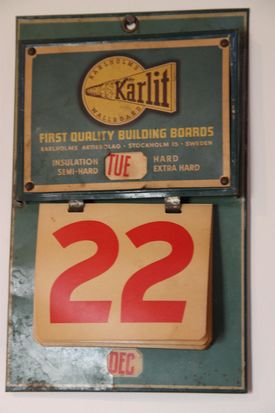 KARLHOLMS
Karlit
WALLBOARD
FIRST QUALITY BUILDING BOARDS
KARLHOLMS AKTIEBOLAG · STOCKHOLM 15 · SWEDEN
INSULATION TUE HARD
SEMI-HARD EXTRA HARD
22
DEC